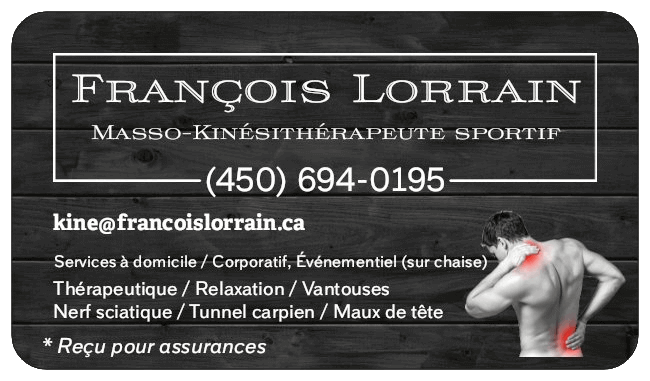 François Lorrain
Masso-Kinésithérapeute sportif
(450) 694-0195
kine@francoislorrain.ca
Services à domicile / Corporatif, Événementiel (sur chaise)
Thérapeutique / Relaxation / Vantouses
Nerf sciatique / Tunnel carpien / Maux de tête
* Reçu pour assurances